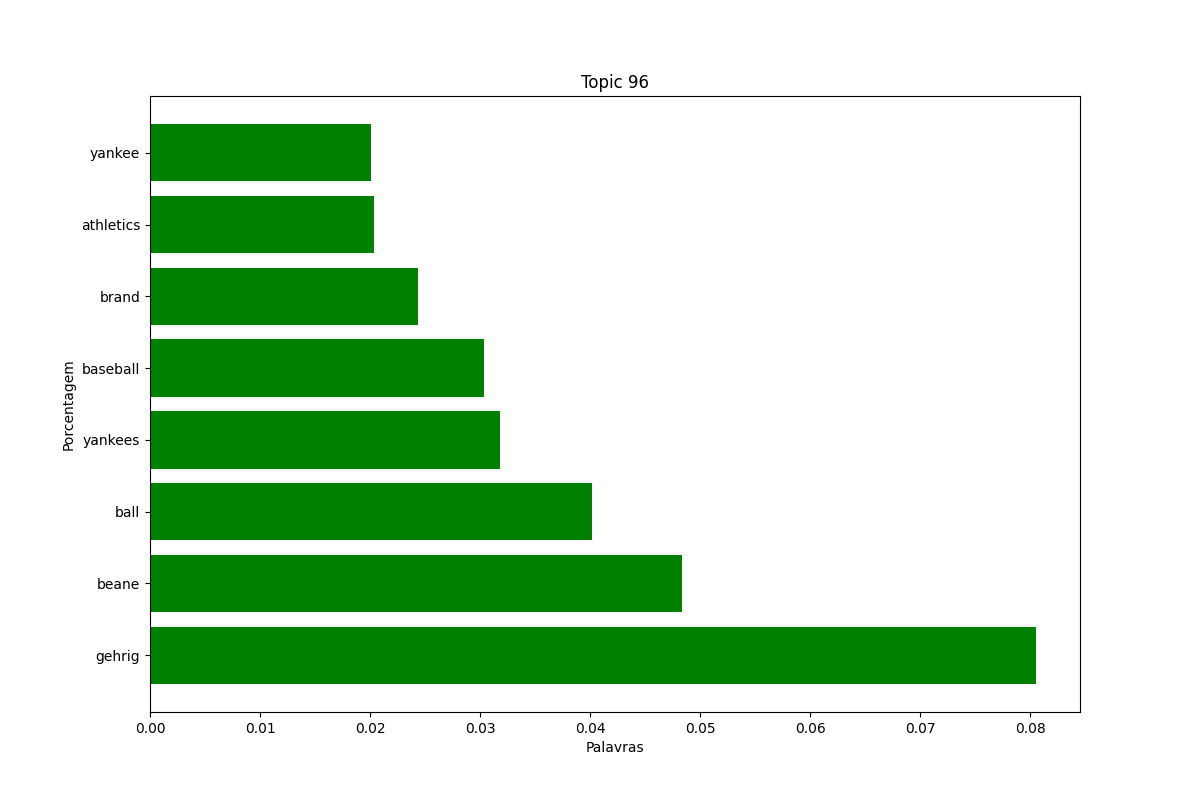 Topic 96
yankee
athletics
brand
baseball
yankees
ball
beane
gehrig
Porcentagem
0.00 0.01 0.02 0.03 0.04 0.05 0.06 0.07 0.08
Palavras